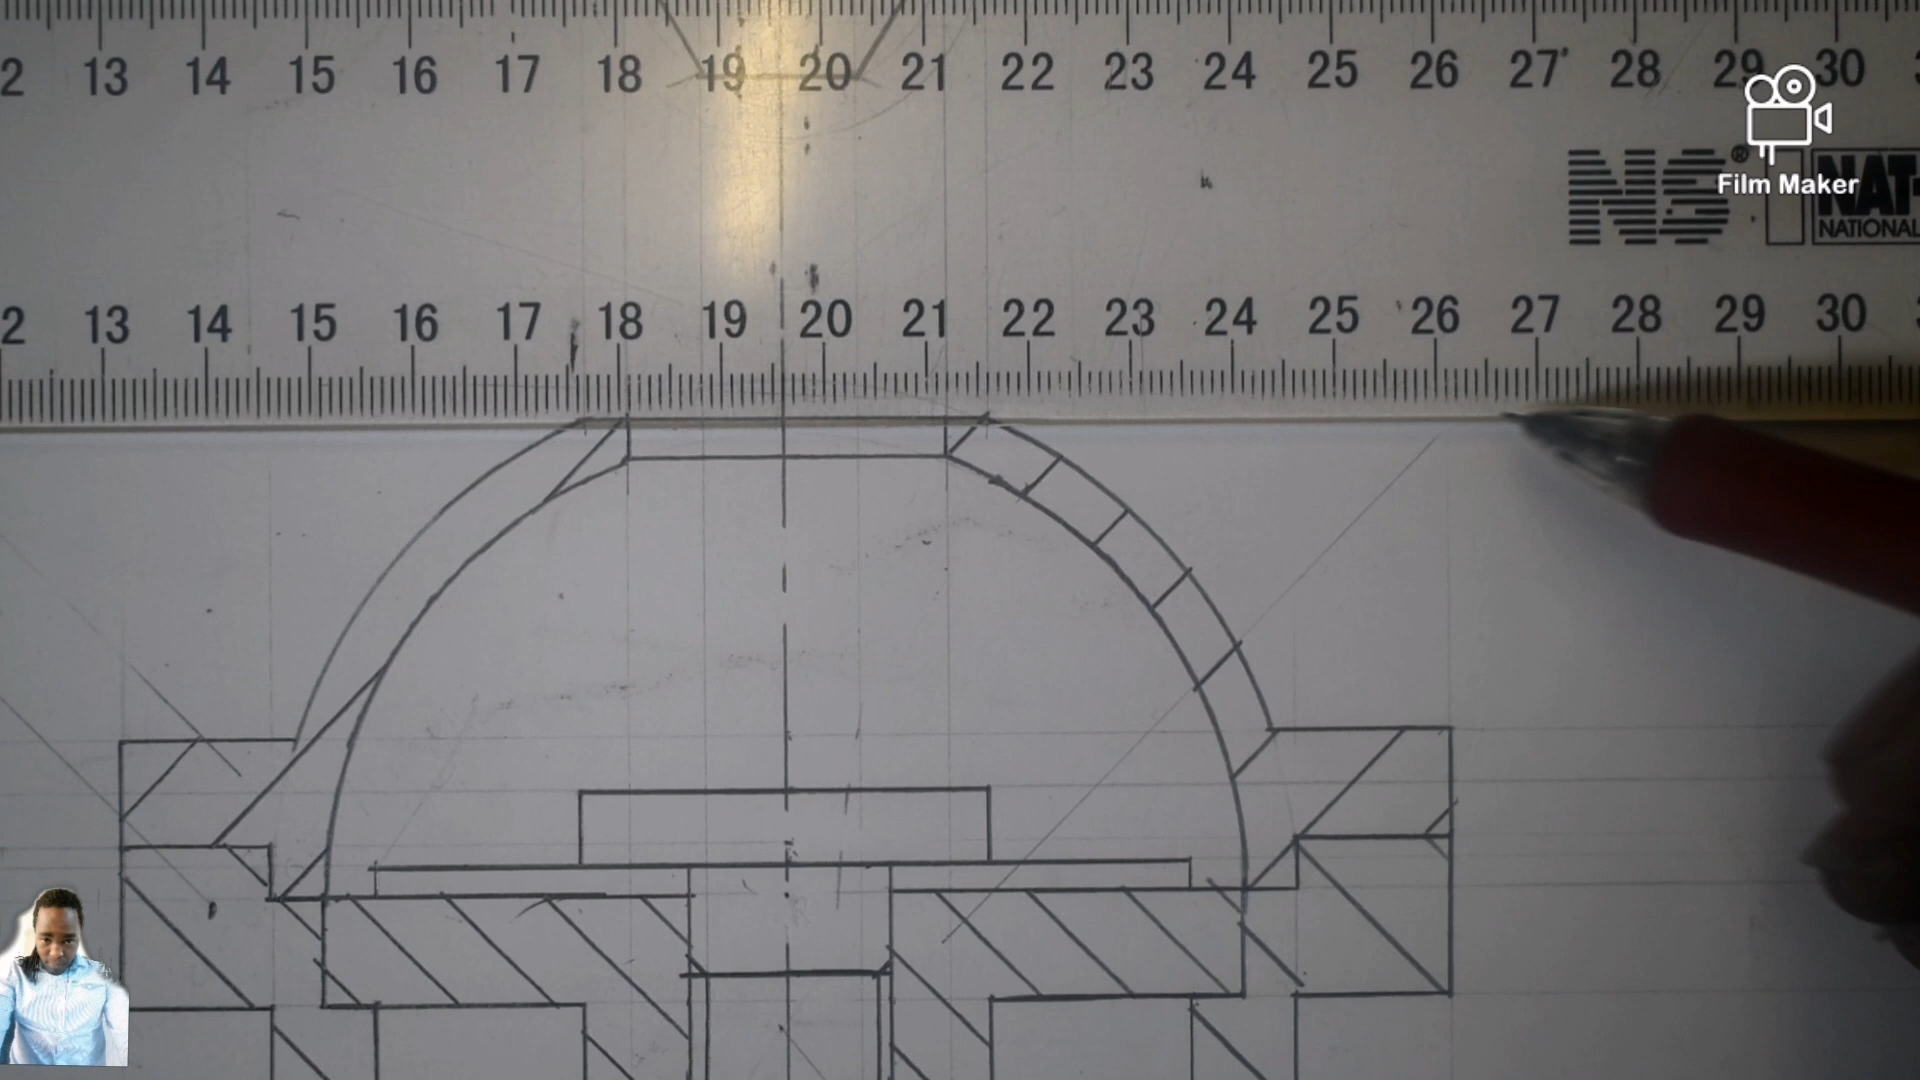 2 13 14 15 16 17 18 19 20 21 22 23 24 25 26 27 28 29 30
Film Maker
NS® NAT
NATIONAL
2 13 14 15 16 17 18 19 20 21 22 23 24 25 26 27 28 29 30